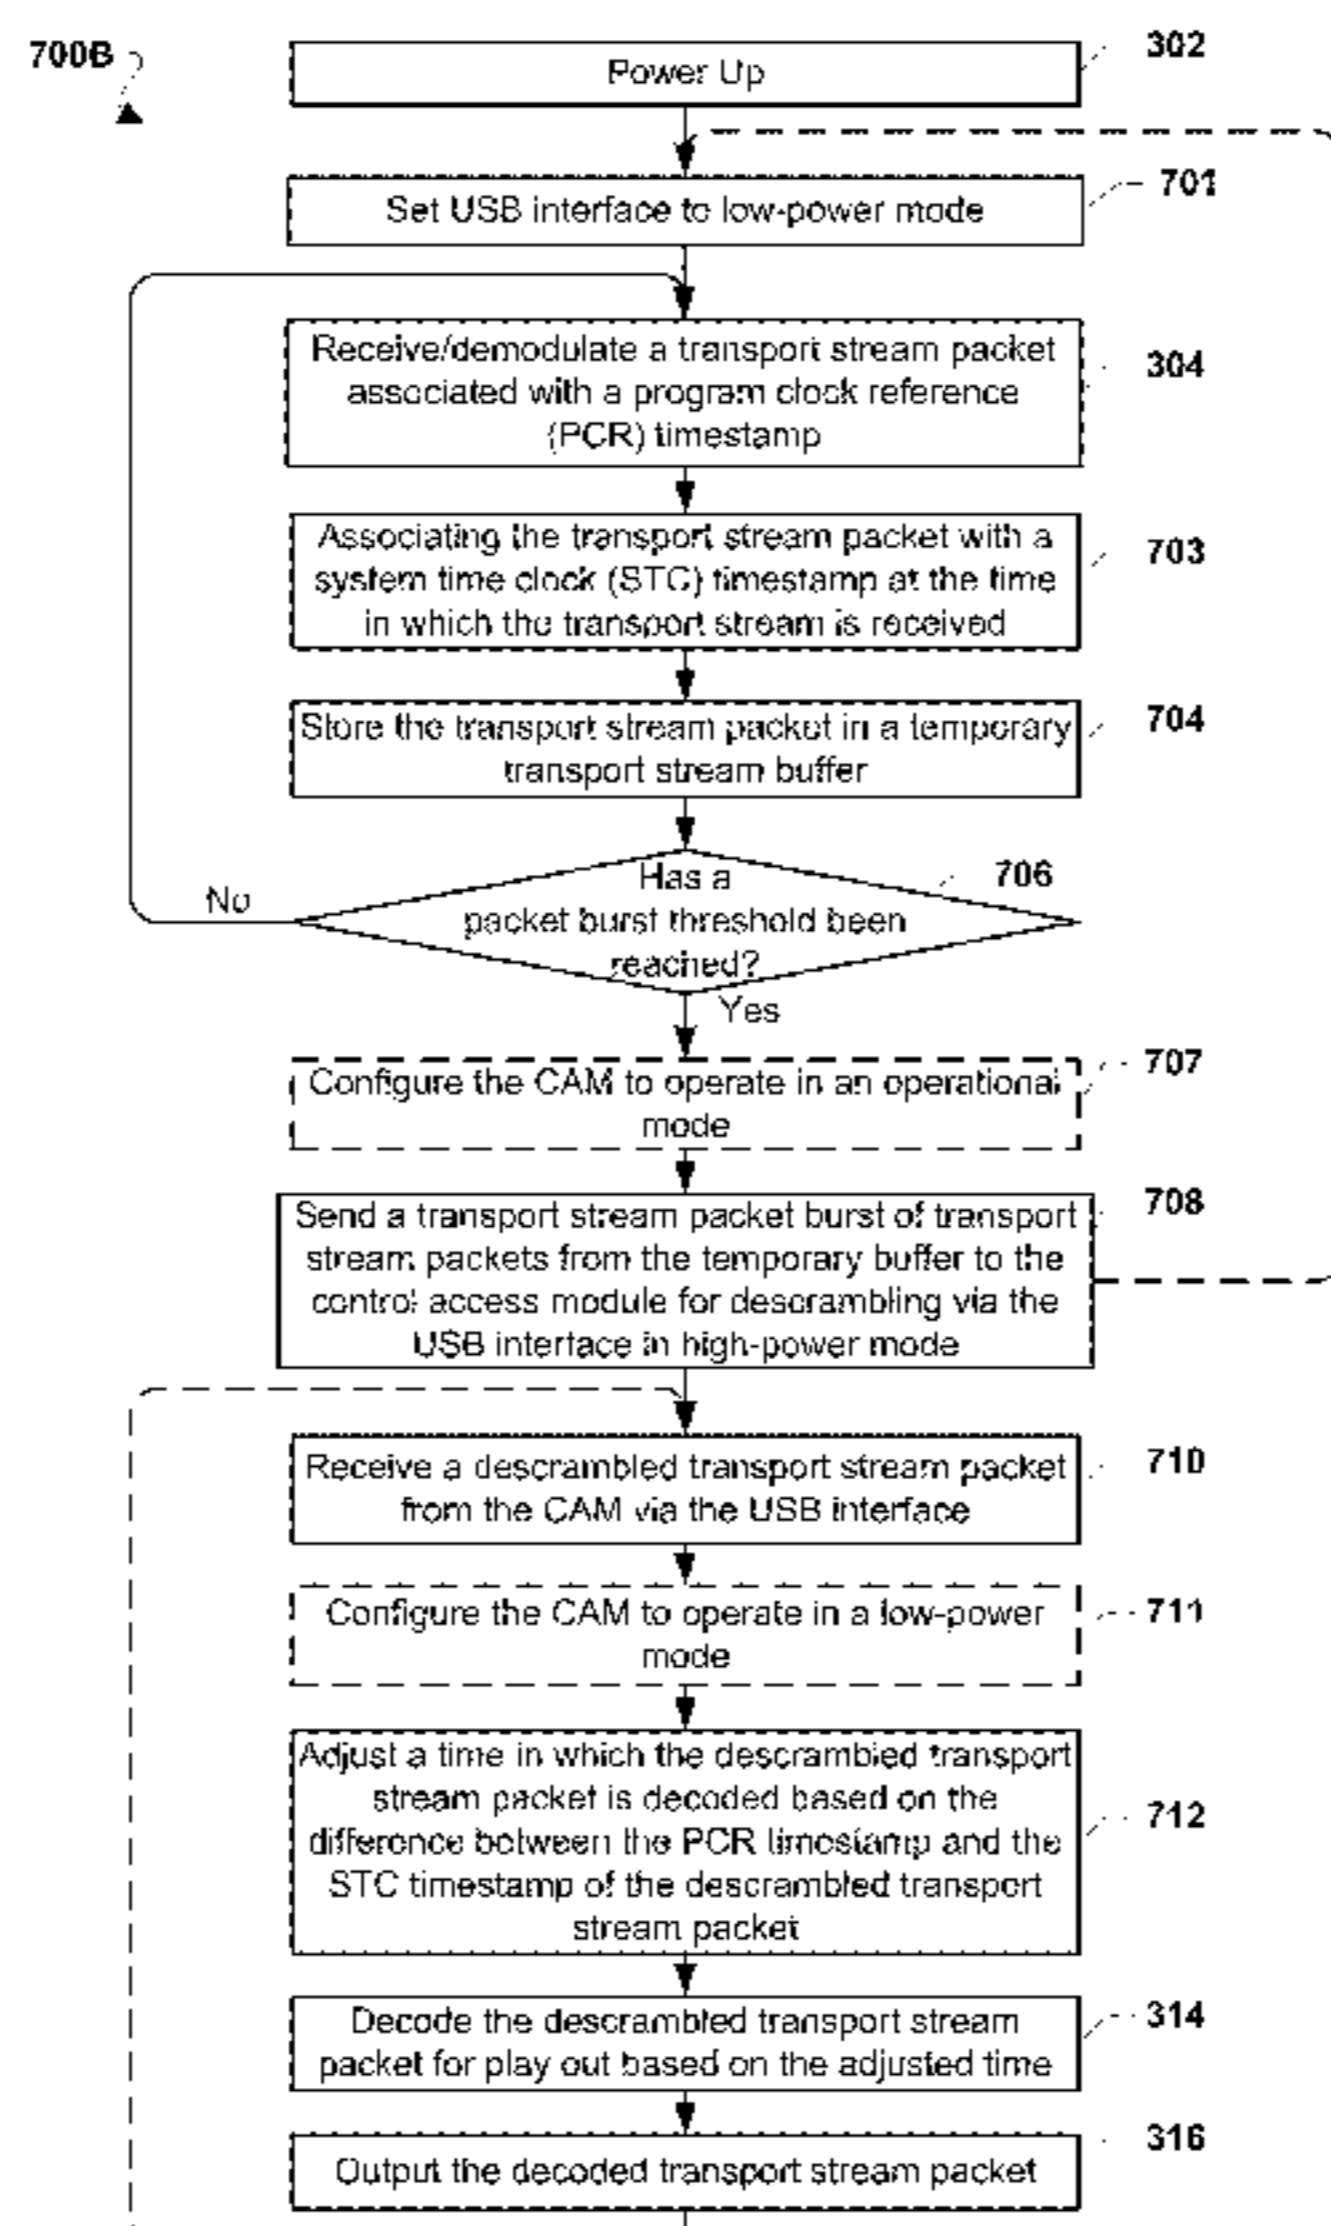 700B
Power Up
302
Set USB interface to low-power mode
701
Receive/demodulate a transport stream packet
associated with a program clock reference
(PCR) timestamp
304
Associating the transport stream packet with a
system time clock (STC) timestamp at the time
in which the transport stream is received
703
Store the transport stream packet in a temporary
transport stream buffer
704
Has a
packet burst threshold been
reached?
706
No
Yes
Configure the CAM to operate in an operational
mode
707
Send a transport stream packet burst of transport
stream packets from the temporary buffer to the
control access module for descrambling via the
USB interface in high-power mode
708
Receive a descrambled transport stream packet
from the CAM via the USB interface
710
Configure the CAM to operate in a low-power
mode
711
Adjust a time in which the descrambled transport
stream packet is decoded based on the
difference between the PCR timestamp and the
STC timestamp of the descrambled transport
stream packet
712
Decode the descrambled transport stream
packet for play out based on the adjusted time
314
Output the decoded transport stream packet
316